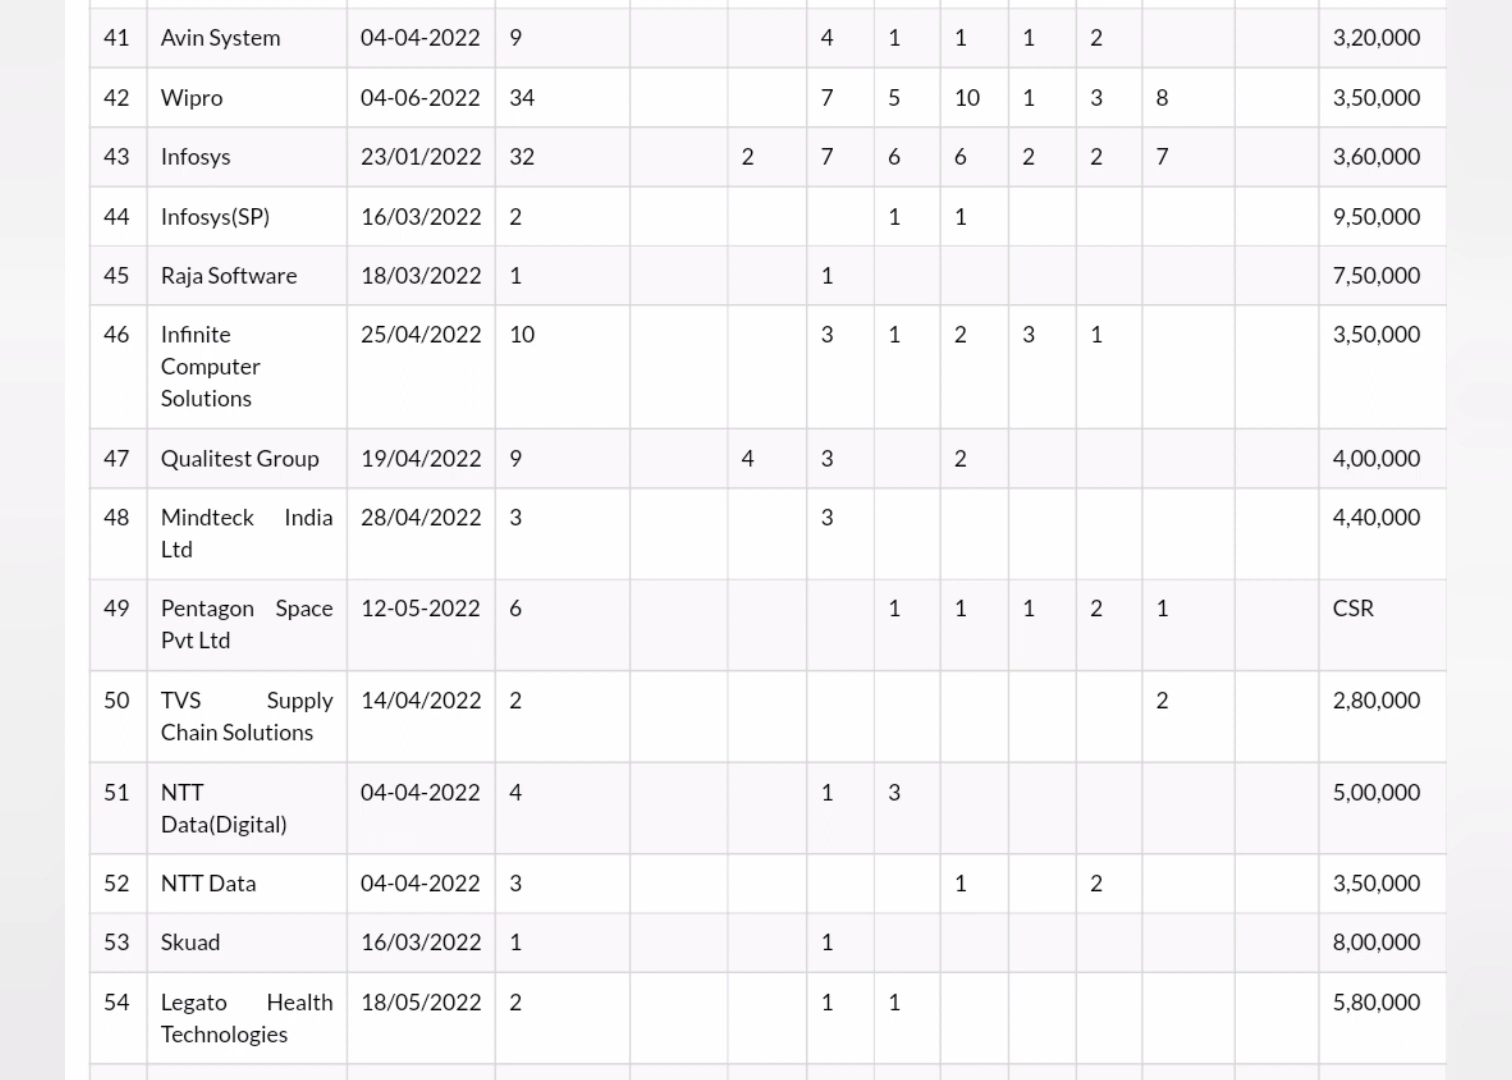 41 Avin System 04-04-2022 9 4 1 1 1 2 3,20,000
42 Wipro 04-06-2022 34 7 5 10 1 3 8 3,50,000
43 Infosys 23/01/2022 32 2 7 6 6 2 2 7 3,60,000
44 Infosys(SP) 16/03/2022 2 1 1 9,50,000
45 Raja Software 18/03/2022 1 1 7,50,000
46 Infinite 25/04/2022 10 3 1 2 3 1 3,50,000
Computer
Solutions
47 Qualitest Group 19/04/2022 9 4 3 2 4,00,000
48 Mindteck India 28/04/2022 3 3 4,40,000
Ltd
49 Pentagon Space 12-05-2022 6 1 1 1 2 1 CSR
Pvt Ltd
50 TVS Supply 14/04/2022 2 2 2,80,000
Chain Solutions
51 NTT 04-04-2022 4 1 3 5,00,000
Data(Digital)
52 NTT Data 04-04-2022 3 1 2 3,50,000
53 Skuad 16/03/2022 1 1 8,00,000
54 Legato Health 18/05/2022 2 1 1 5,80,000
Technologies